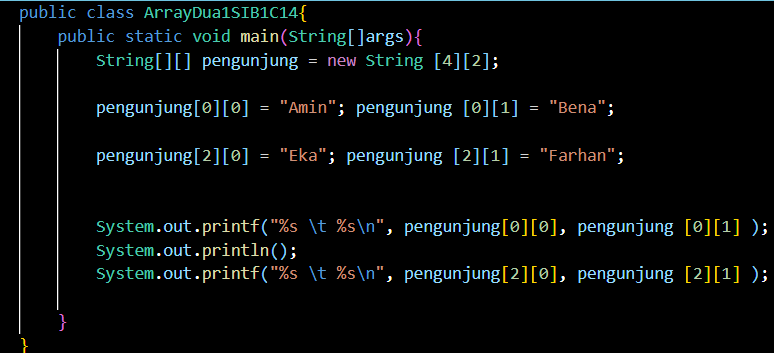 public class ArrayDua1SIB1C14{
public static void main(String[]args){
String[][] pengunjung = new String [4][2];
pengunjung[0][0] = "Amin"; pengunjung [0][1] = "Bena";
pengunjung[2][0] = "Eka"; pengunjung [2][1] = "Farhan";
System.out.printf("%s \t %s\n", pengunjung[0][0], pengunjung [0][1] );
System.out.println();
System.out.printf("%s \t %s\n", pengunjung[2][0], pengunjung [2][1] );
}
}